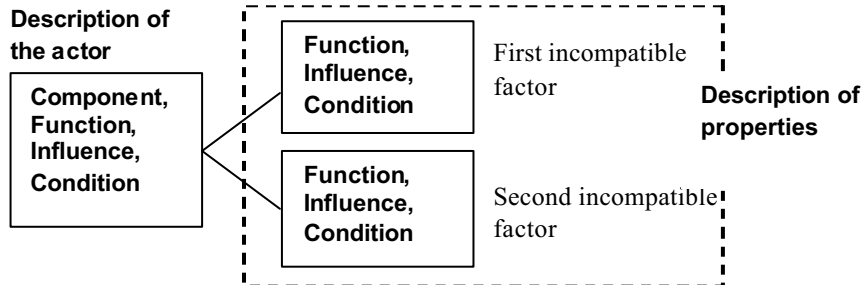 Description of
the actor
Component,
Function,
Influence,
Condition
Function,
Influence,
Condition
First incompatible
factor
Function,
Influence,
Condition
Second incompatible
factor
Description of
properties